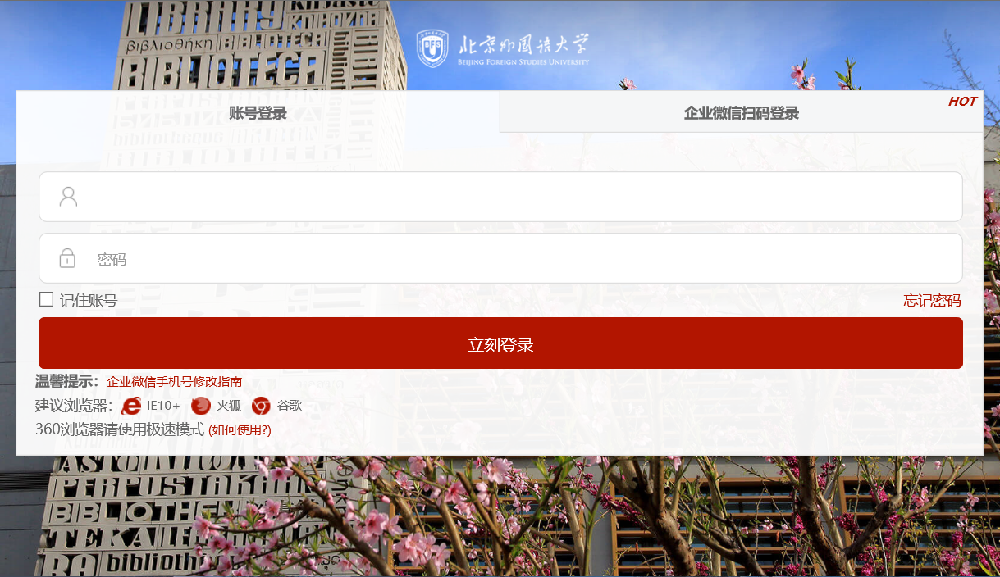 LIBRARY
βιβλιοθήκη
BIBLIOTECA
北京外国语大学
BEIJING FOREIGN STUDIES UNIVERSITY
账号登录
企业微信扫码登录
HOT
密码
记住账号
忘记密码
立刻登录
温馨提示：企业微信手机号修改指南
建议浏览器：IE10+ 火狐 谷歌
360浏览器请使用极速模式 (如何使用?)
PERPUSTAKAAN